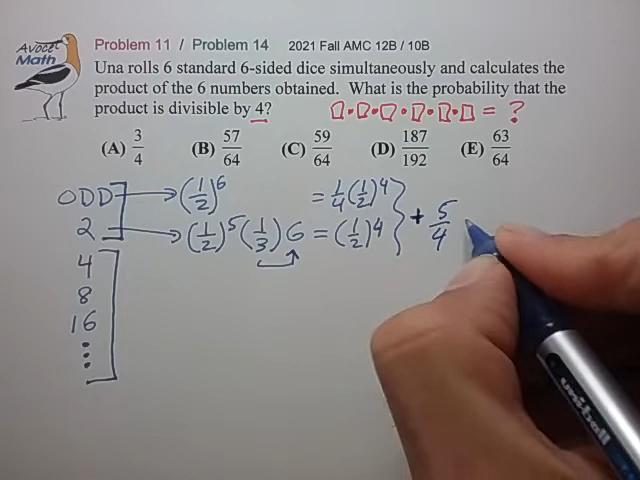 Avocet Math
Problem 11 / Problem 14 2021 Fall AMC 12B / 10B
Una rolls 6 standard 6-sided dice simultaneously and calculates the
product of the 6 numbers obtained. What is the probability that the
product is divisible by 4? □·□·□·□·□·□ = ?
(A) 3/4 (B) 57/64 (C) 59/64 (D) 187/192 (E) 63/64
ODD → (1/2)^6 = 1/4(1/2)^4
2 → (1/2)^5(1/3)6 = (1/2)^4 } + 5/4
4
8
16
⋮
uni-ball